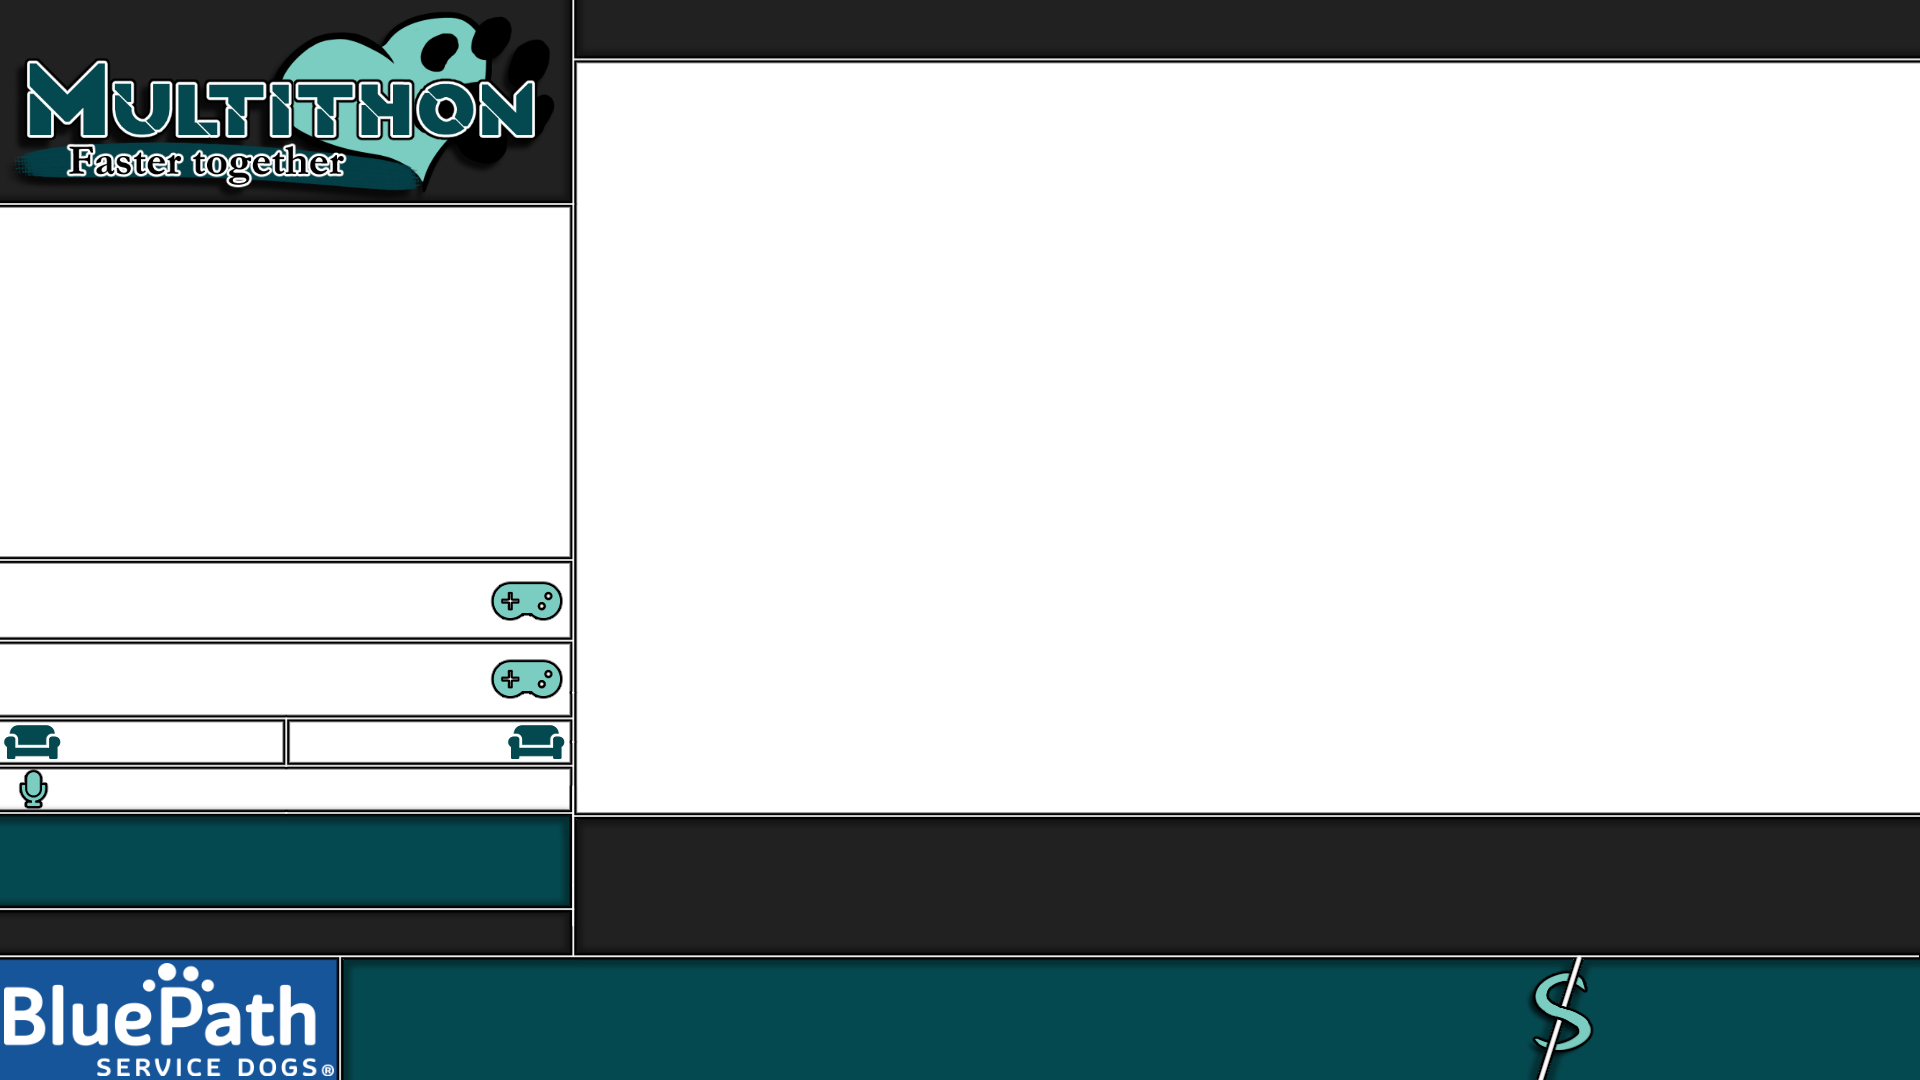 MULTITHON
Faster together
BluePath
SERVICE DOGS®
$